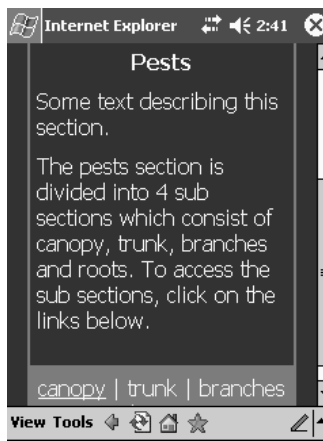 Internet Explorer 2:41
Pests
Some text describing this
section.
The pests section is
divided into 4 sub
sections which consist of
canopy, trunk, branches
and roots. To access the
sub sections, click on the
links below.
canopy | trunk | branches
View Tools